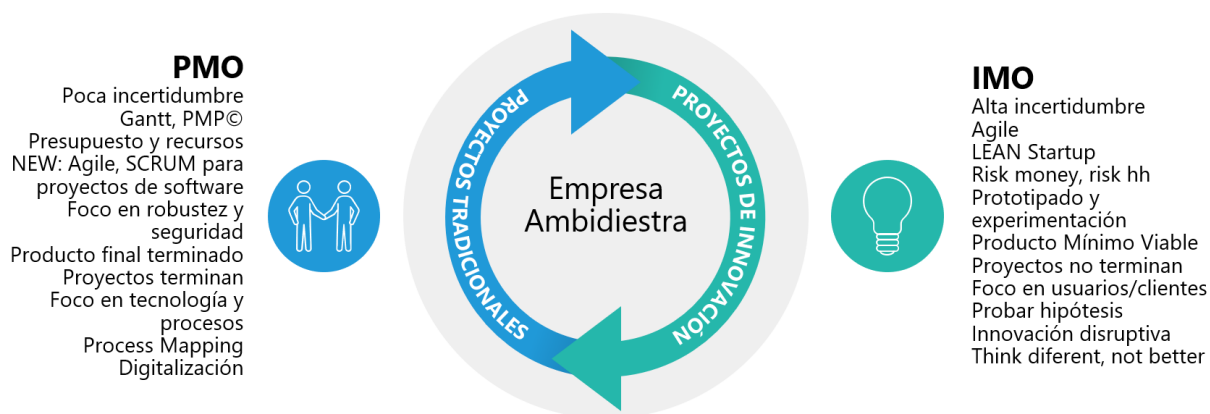 PMO
Poca incertidumbre
Gantt, PMP©
Presupuesto y recursos
NEW: Agile, SCRUM para
proyectos de software
Foco en robustez y
seguridad
Producto final terminado
Proyectos terminan
Foco en tecnología y
procesos
Process Mapping
Digitalización
PROYECTOS TRADICIONALES
Empresa
Ambidiestra
PROYECTOS DE INNOVACIÓN
IMO
Alta incertidumbre
Agile
LEAN Startup
Risk money, risk hh
Prototipado y
experimentación
Producto Mínimo Viable
Proyectos no terminan
Foco en usuarios/clientes
Probar hipótesis
Innovación disruptiva
Think diferent, not better